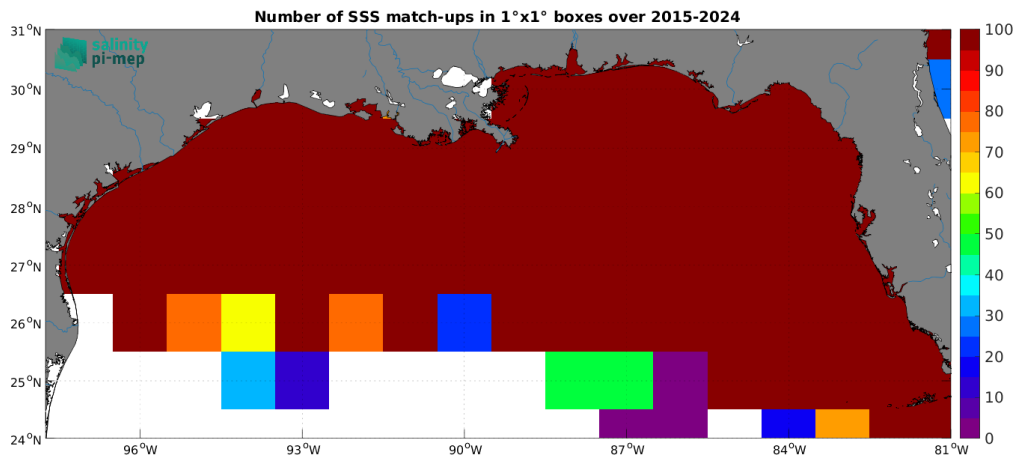 Number of SSS match-ups in 1°x1° boxes over 2015-2024
salinity
pi-mep
31°N
30°N
29°N
28°N
27°N
26°N
25°N
24°N
96°W
93°W
90°W
87°W
84°W
81°W
100
90
80
70
60
50
40
30
20
10
0